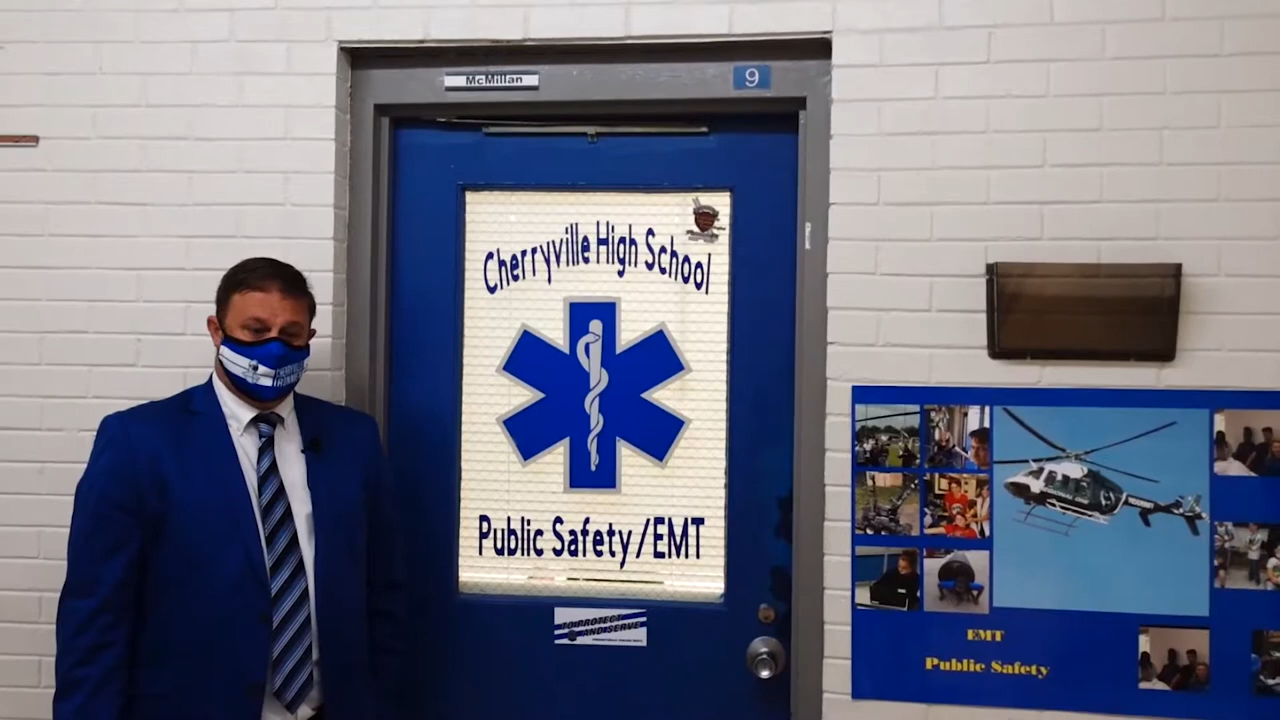 McMillan
9
Cherryville High School
Public Safety/EMT
TO PROTECT
AND SERVE
EMT
Public Safety